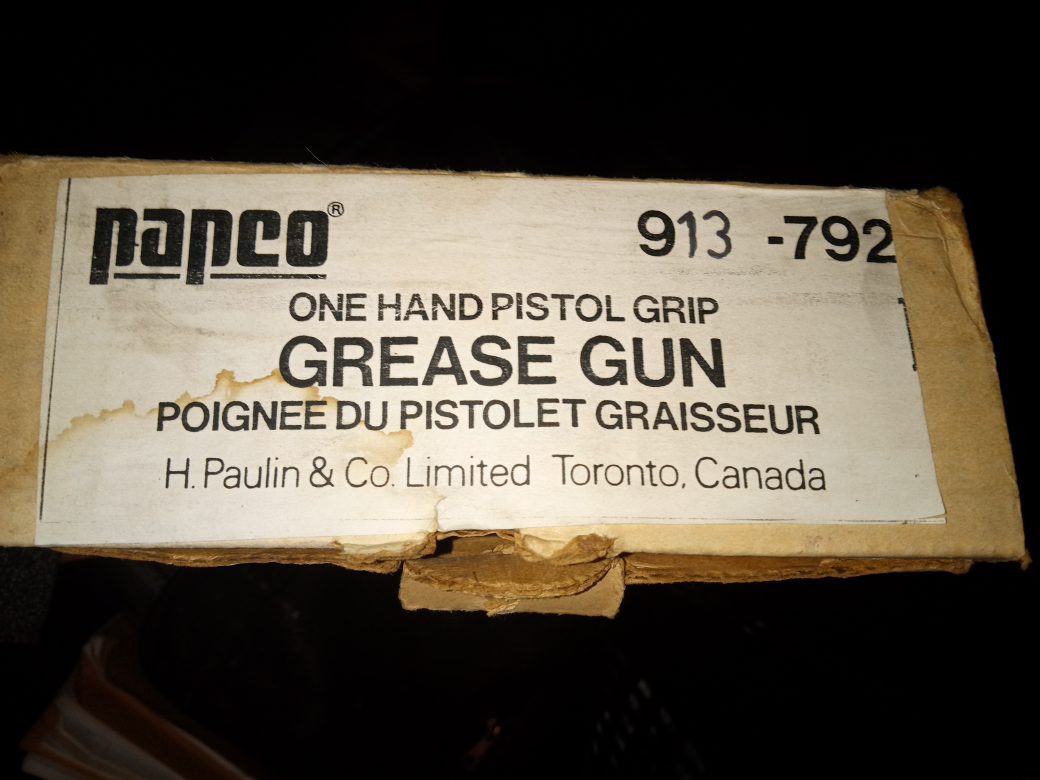 papco®
913 -792
ONE HAND PISTOL GRIP
GREASE GUN
POIGNEE DU PISTOLET GRAISSEUR
H. Paulin & Co. Limited Toronto, Canada